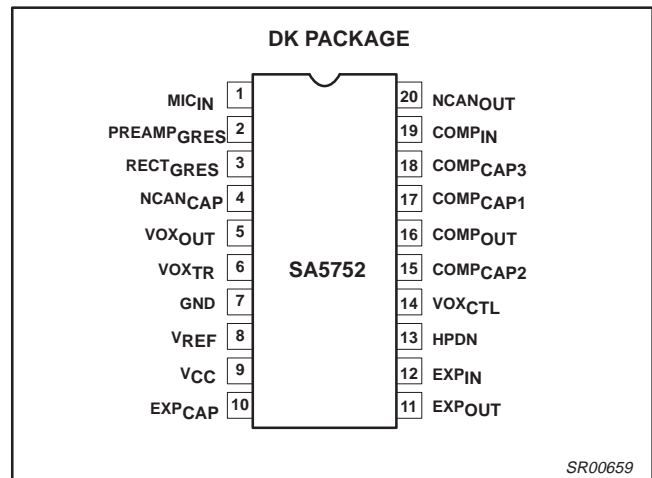 DK PACKAGE
MICIN 1 20 NCANOUT
PREAMPGRES 2 19 COMPIN
RECTGRES 3 18 COMPCAP3
NCANCAP 4 17 COMPCAP1
VOXOUT 5 16 COMPOUT
SA5752
VOXTR 6 15 COMPCAP2
GND 7 14 VOXCTL
VREF 8 13 HPDN
VCC 9 12 EXPIN
EXPCAP 10 11 EXPOUT
SR00659